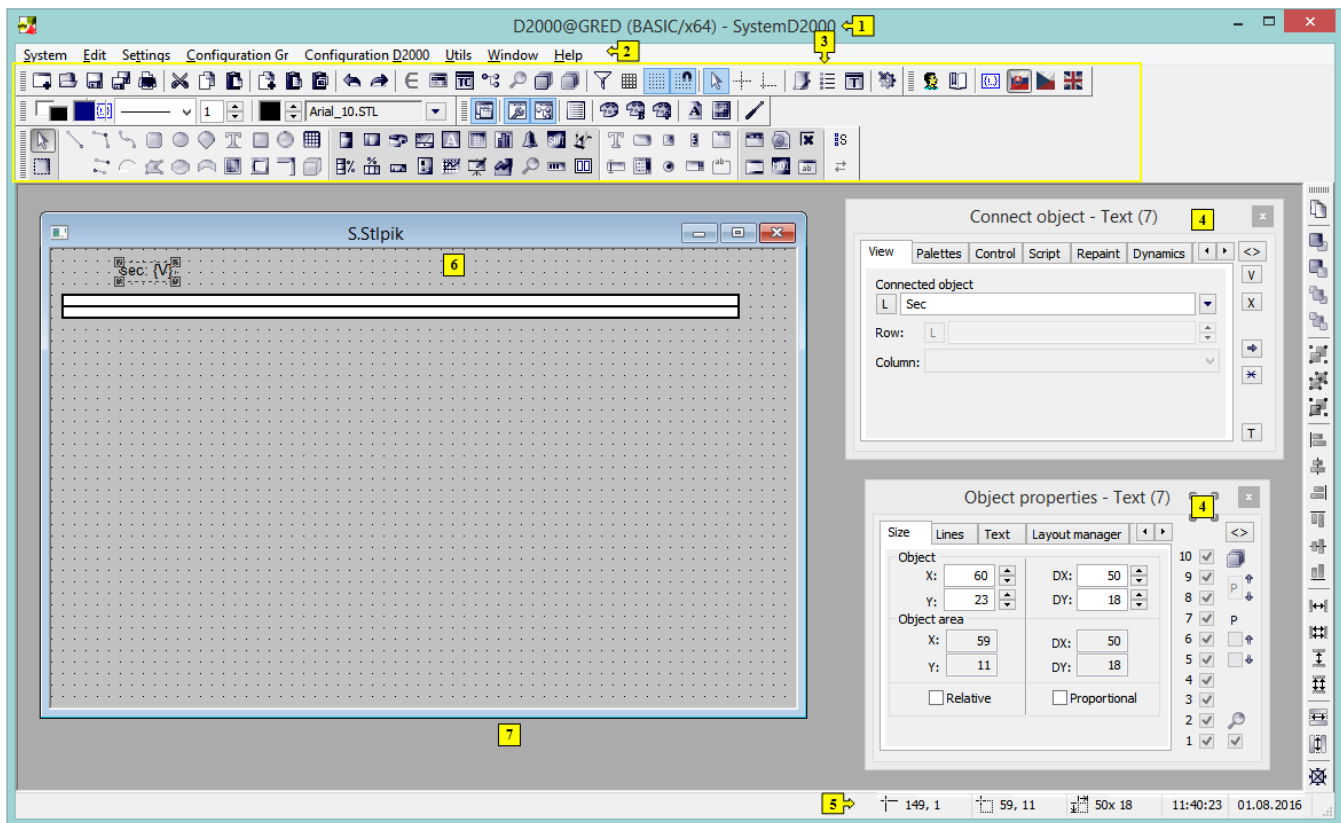 D2000@GRED (BASIC/x64) - SystemD2000
1
System Edit Settings Configuration Gr Configuration D2000 Utils Window Help
2
3
1 Arial_10.STL
S
4
Connect object - Text (7)
View Palettes Control Script Repaint Dynamics
<>
V
Connected object
L Sec
X
Row: L
Column:
T
S.Stlpik
6
sec: {V}
7
Object properties - Text (7)
4
Size Lines Text Layout manager
<>
Object
X: 60 DX: 50
Y: 23 DY: 18
Object area
X: 59 DX: 50
Y: 11 DY: 18
Relative Proportional
10
9
8 P
7 P
6
5
4
3
2
1
5
149, 1 59, 11 50x 18 11:40:23 01.08.2016